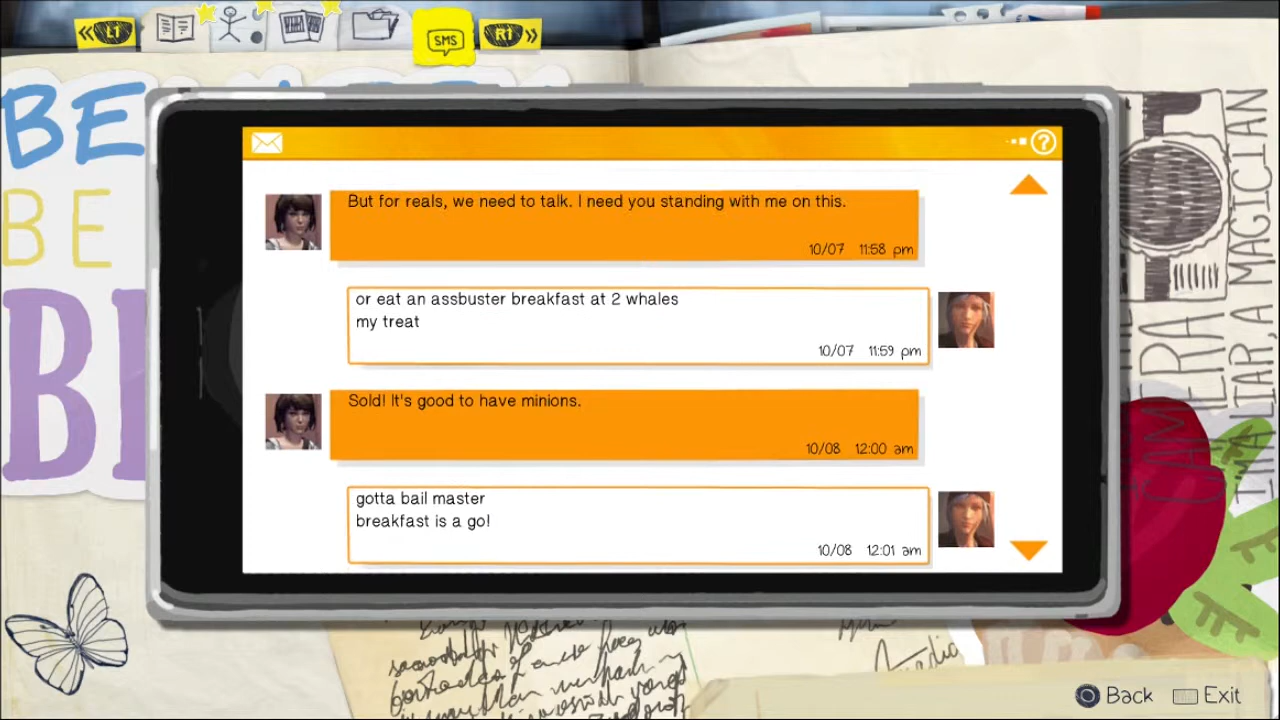 L1
SMS
R1
BE
BE
But for reals, we need to talk. I need you standing with me on this.
10/07 11:58 pm
or eat an assbuster breakfast at 2 whales
my treat
10/07 11:59 pm
Sold! It's good to have minions.
10/08 12:00 am
gotta bail master
breakfast is a go!
10/08 12:01 am
CAMERA
LIAR, A MAGICIAN
Back
Exit